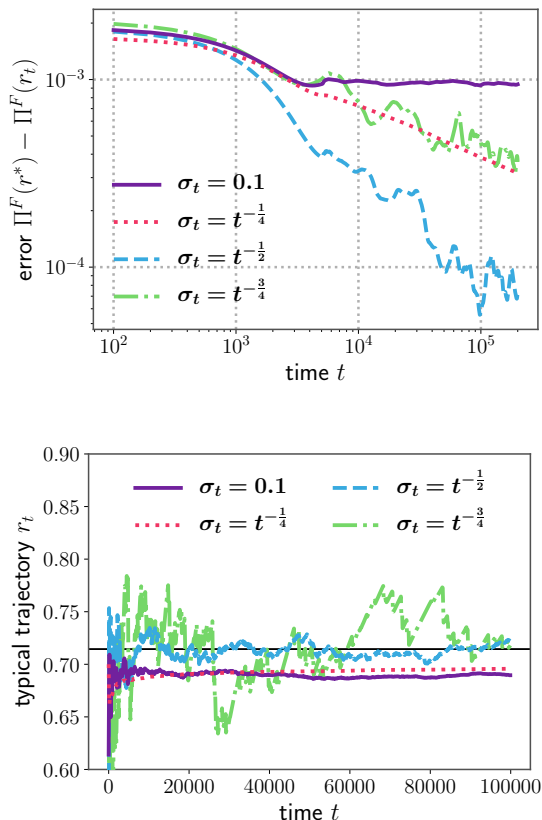 error Π^F(r*) − Π^F(r_t)
10^−3
10^−4
σ_t = 0.1
σ_t = t^{−1/4}
σ_t = t^{−1/2}
σ_t = t^{−3/4}
10^2 10^3 10^4 10^5
time t
typical trajectory r_t
0.90
0.85
0.80
0.75
0.70
0.65
0.60
σ_t = 0.1 σ_t = t^{−1/2}
σ_t = t^{−1/4} σ_t = t^{−3/4}
0 20000 40000 60000 80000 100000
time t